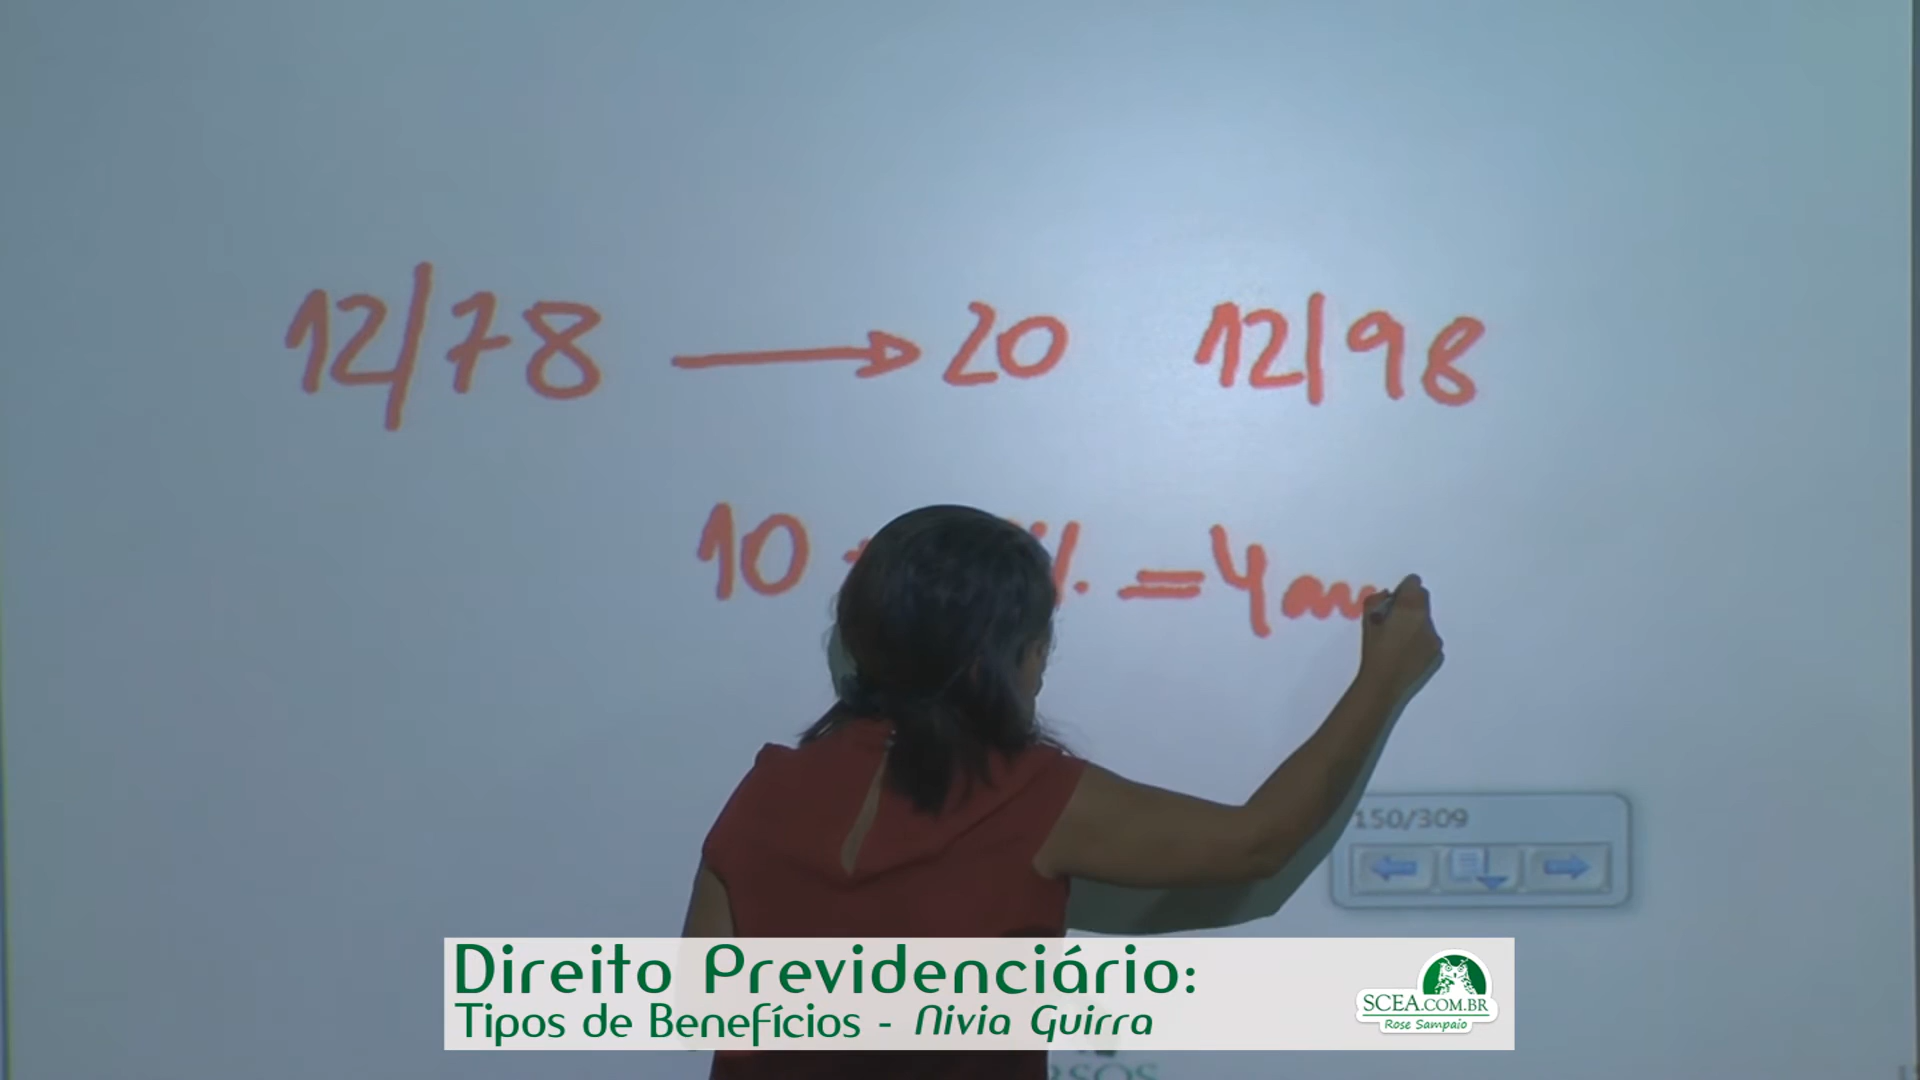 12/78 → 20 12/98
10 % = 4
150/309
Direito Previdenciário:
Tipos de Benefícios - Nivia Guirra
SCEA.COM.BR
Rose Sampaio